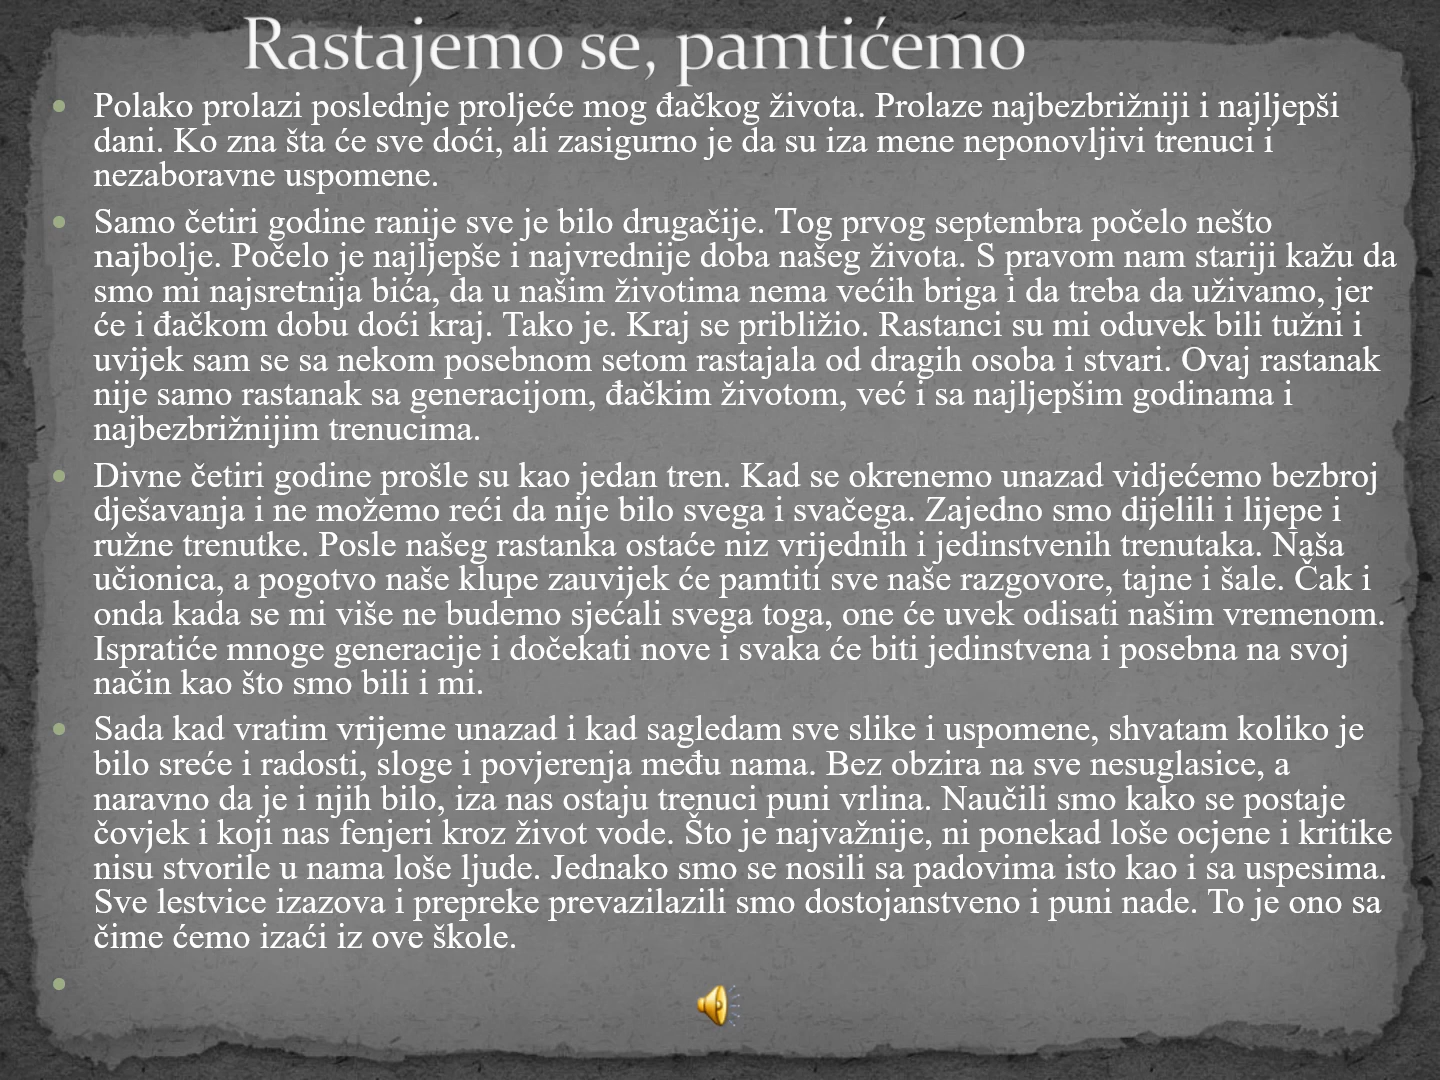 Rastajemo se, pamtićemo
Polako prolazi poslednje proljeće mog đačkog života. Prolaze najbezbrižniji i najljepši
dani. Ko zna šta će sve doći, ali zasigurno je da su iza mene neponovljivi trenuci i
nezaboravne uspomene.
Samo četiri godine ranije sve je bilo drugačije. Tog prvog septembra počelo nešto
najbolje. Počelo je najljepše i najvrednije doba našeg života. S pravom nam stariji kažu da
smo mi najsretnija bića, da u našim životima nema većih briga i da treba da uživamo, jer
će i đačkom dobu doći kraj. Tako je. Kraj se približio. Rastanci su mi oduvek bili tužni i
uvijek sam se sa nekom posebnom setom rastajala od dragih osoba i stvari. Ovaj rastanak
nije samo rastanak sa generacijom, đačkim životom, već i sa najljepšim godinama i
najbezbrižnijim trenucima.
Divne četiri godine prošle su kao jedan tren. Kad se okrenemo unazad vidjećemo bezbroj
dješavanja i ne možemo reći da nije bilo svega i svačega. Zajedno smo dijelili i lijepe i
ružne trenutke. Posle našeg rastanka ostaće niz vrijednih i jedinstvenih trenutaka. Naša
učionica, a pogotvo naše klupe zauvijek će pamtiti sve naše razgovore, tajne i šale. Čak i
onda kada se mi više ne budemo sjećali svega toga, one će uvek odisati našim vremenom.
Ispratiće mnoge generacije i dočekati nove i svaka će biti jedinstvena i posebna na svoj
način kao što smo bili i mi.
Sada kad vratim vrijeme unazad i kad sagledam sve slike i uspomene, shvatam koliko je
bilo sreće i radosti, sloge i povjerenja među nama. Bez obzira na sve nesuglasice, a
naravno da je i njih bilo, iza nas ostaju trenuci puni vrlina. Naučili smo kako se postaje
čovjek i koji nas fenjeri kroz život vode. Što je najvažnije, ni ponekad loše ocjene i kritike
nisu stvorile u nama loše ljude. Jednako smo se nosili sa padovima isto kao i sa uspesima.
Sve lestvice izazova i prepreke prevazilazili smo dostojanstveno i puni nade. To je ono sa
čime ćemo izaći iz ove škole.